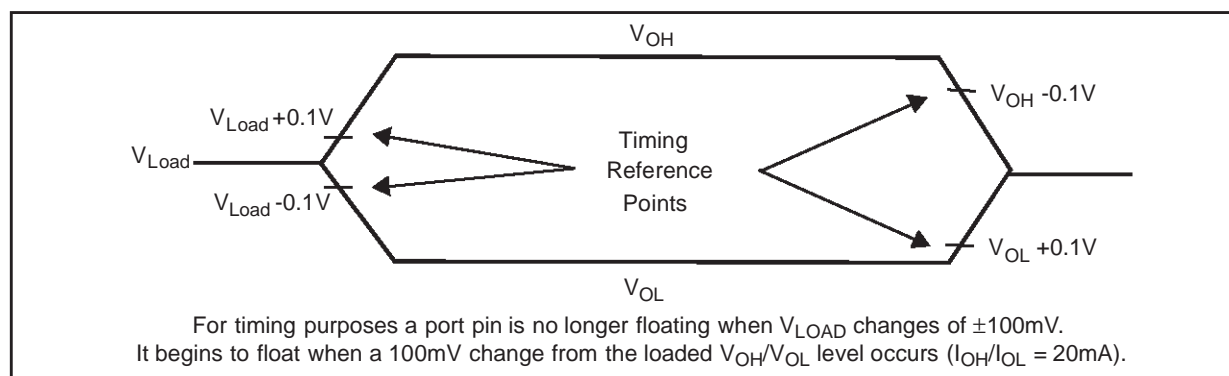 V_OH
V_Load +0.1V
V_OH -0.1V
Timing
V_Load
Reference
V_Load -0.1V
Points
V_OL +0.1V
V_OL
For timing purposes a port pin is no longer floating when V_LOAD changes of ±100mV.
It begins to float when a 100mV change from the loaded V_OH/V_OL level occurs (I_OH/I_OL = 20mA).